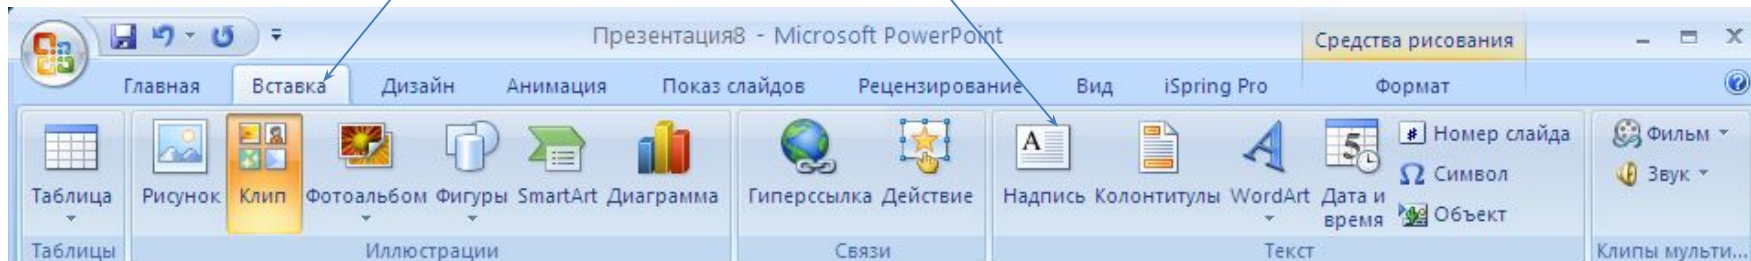 Презентация8 - Microsoft PowerPoint
Средства рисования
Главная Вставка Дизайн Анимация Показ слайдов Рецензирование Вид iSpring Pro Формат
Таблица Рисунок Клип Фотоальбом Фигуры SmartArt Диаграмма Гиперссылка Действие Надпись Колонтитулы WordArt Дата и время
Номер слайда
Символ
Объект
Фильм
Звук
Таблицы Иллюстрации Связи Текст Клипы мульти...